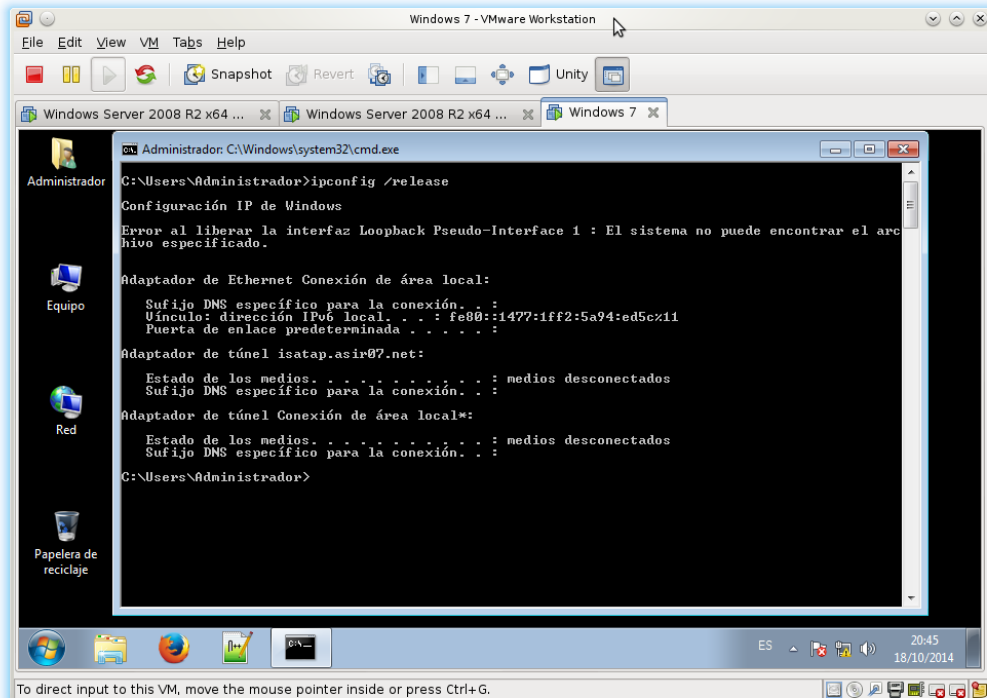 Windows 7 - VMware Workstation
File Edit View VM Tabs Help
Snapshot Revert Unity
Windows Server 2008 R2 x64 ... Windows Server 2008 R2 x64 ... Windows 7
Administrador
Equipo
Red
Papelera de
reciclaje
Administrador: C:\Windows\system32\cmd.exe
C:\Users\Administrador>ipconfig /release
Configuración IP de Windows
Error al liberar la interfaz Loopback Pseudo-Interface 1 : El sistema no puede encontrar el arc
hivo especificado.
Adaptador de Ethernet Conexión de área local:
Sufijo DNS específico para la conexión. . :
Vínculo: dirección IPv6 local. . . : fe80::1477:1ff2:5a94:ed5c%11
Puerta de enlace predeterminada . . . . . :
Adaptador de túnel isatap.asir07.net:
Estado de los medios. . . . . . . . . . . : medios desconectados
Sufijo DNS específico para la conexión. . :
Adaptador de túnel Conexión de área local*:
Estado de los medios. . . . . . . . . . . : medios desconectados
Sufijo DNS específico para la conexión. . :
C:\Users\Administrador>
ES
20:45
18/10/2014
To direct input to this VM, move the mouse pointer inside or press Ctrl+G.